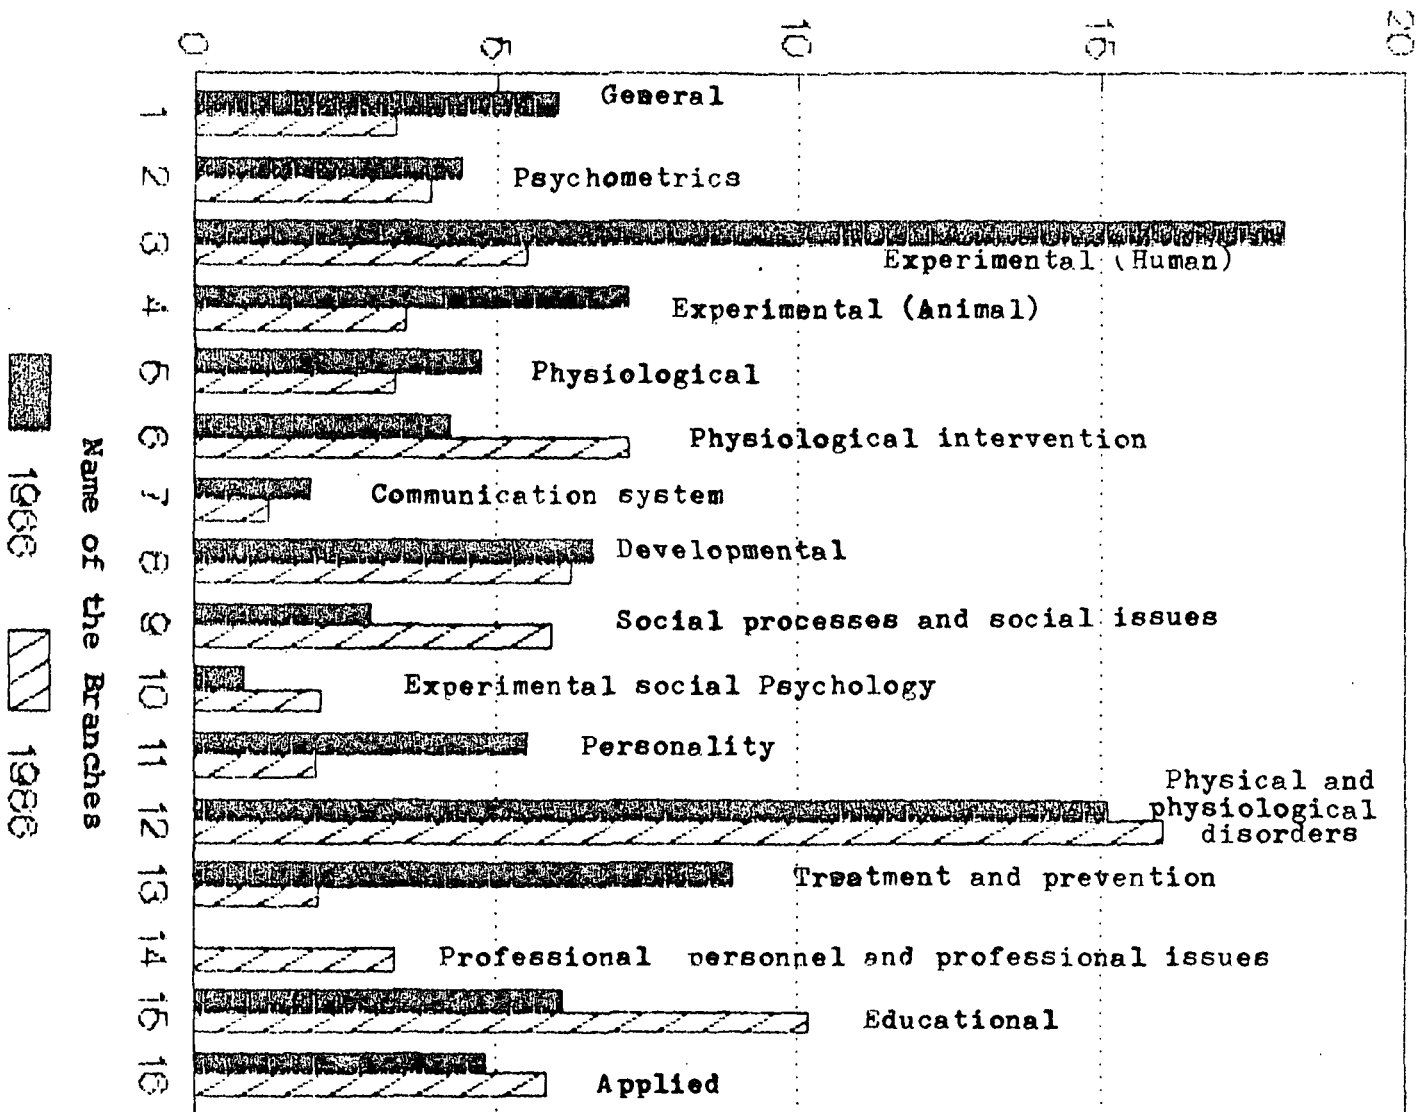 0 5 10 15 20
1 General
2 Psychometrics
3 Experimental (Human)
4 Experimental (Animal)
5 Physiological
6 Physiological intervention
7 Communication system
8 Developmental
9 Social processes and social issues
10 Experimental social Psychology
11 Personality
12 Physical and
physiological
disorders
13 Treatment and prevention
14 Professional personnel and professional issues
15 Educational
16 Applied
Name of the Branches
1966 1986